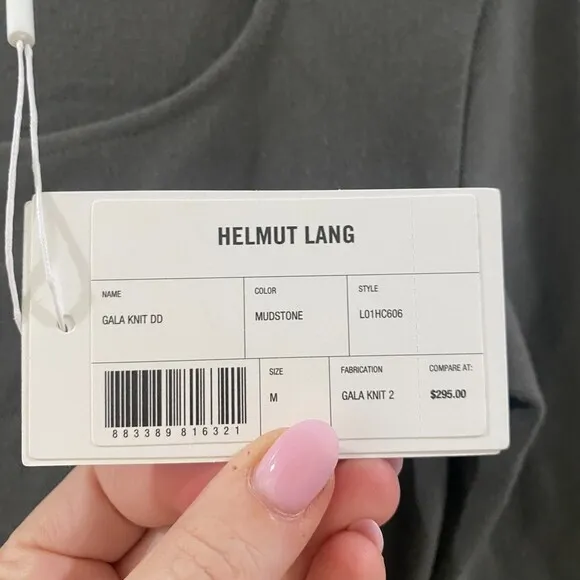 HELMUT LANG
NAME
GALA KNIT DD
COLOR
MUDSTONE
STYLE
L01HC606
883389 816321
SIZE
M
FABRICATION
GALA KNIT 2
COMPARE AT:
$295.00